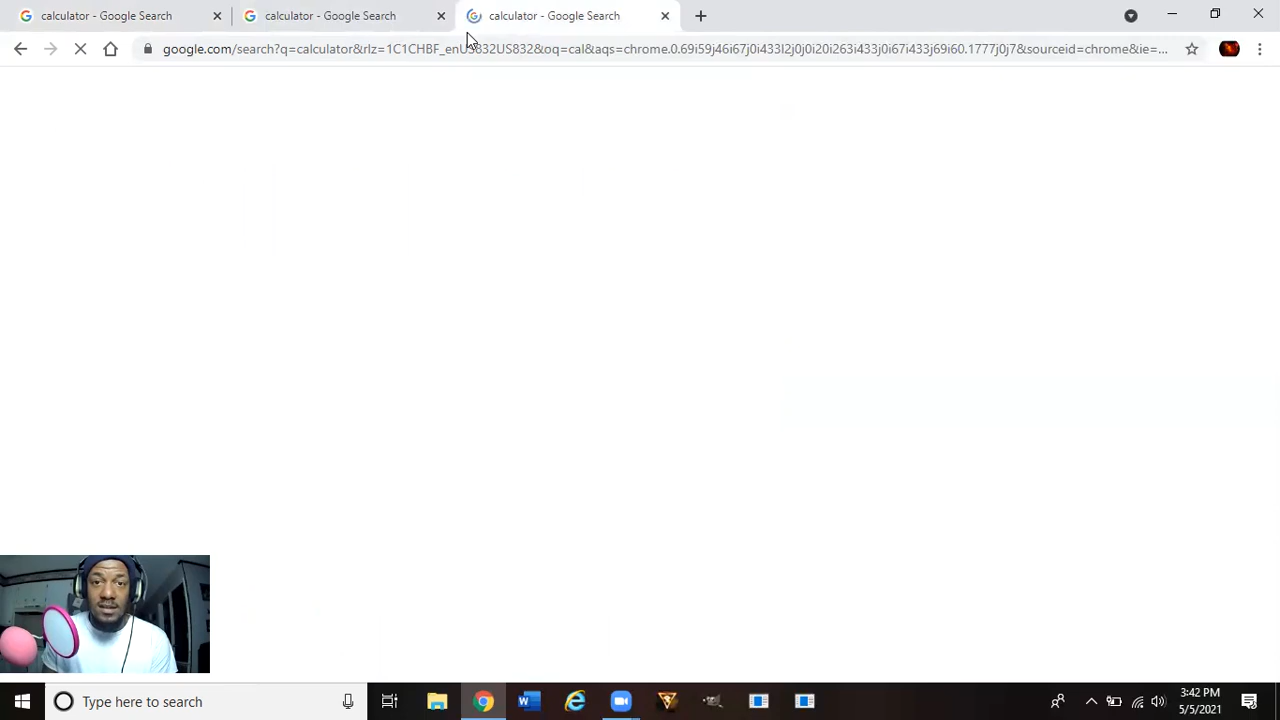 calculator - Google Search
calculator - Google Search
calculator - Google Search
google.com/search?q=calculator&rlz=1C1CHBF_enUS832US832&oq=cal&aqs=chrome.0.69i59j46i67j0i433l2j0j0i20i263i433j0i67i433j69i60.1777j0j7&sourceid=chrome&ie=...
Type here to search
3:42 PM
5/5/2021